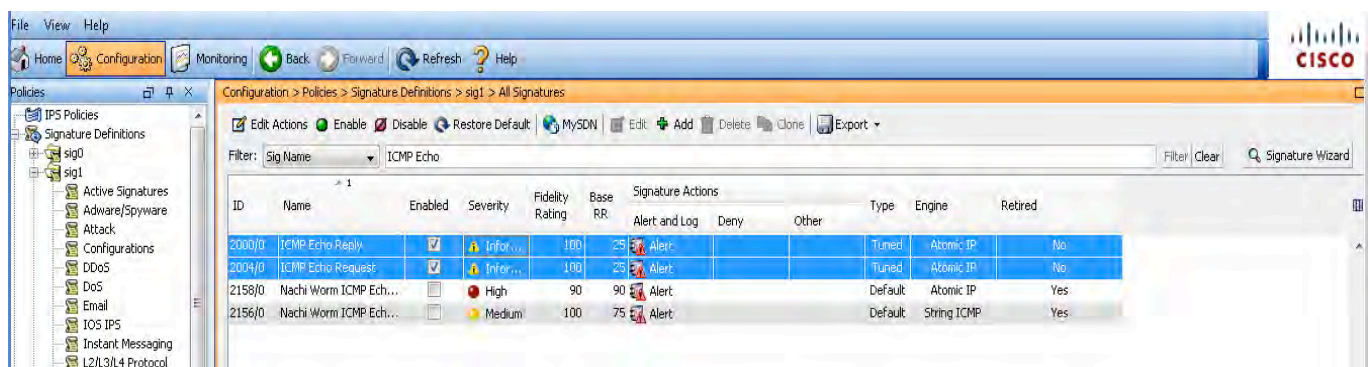 File View Help
CISCO
Home Configuration Monitoring Back Forward Refresh Help
Policies
IPS Policies
Signature Definitions
sig0
sig1
Active Signatures
Adware/Spyware
Attack
Configurations
DDoS
DoS
Email
IOS IPS
Instant Messaging
L2/L3/L4 Protocol
Configuration > Policies > Signature Definitions > sig1 > All Signatures
Edit Actions Enable Disable Restore Default MySDN Edit Add Delete Clone Export
Filter: Sig Name ICMP Echo Filter Clear Signature Wizard
1
ID Name Enabled Severity Fidelity Rating Base RR Signature Actions Type Engine Retired
Alert and Log Deny Other
2000/0 ICMP Echo Reply Infor... 100 25 Alert Tuned Atomic IP No
2004/0 ICMP Echo Request Infor... 100 25 Alert Tuned Atomic IP No
2158/0 Nachi Worm ICMP Ech... High 90 90 Alert Default Atomic IP Yes
2156/0 Nachi Worm ICMP Ech... Medium 100 75 Alert Default String ICMP Yes